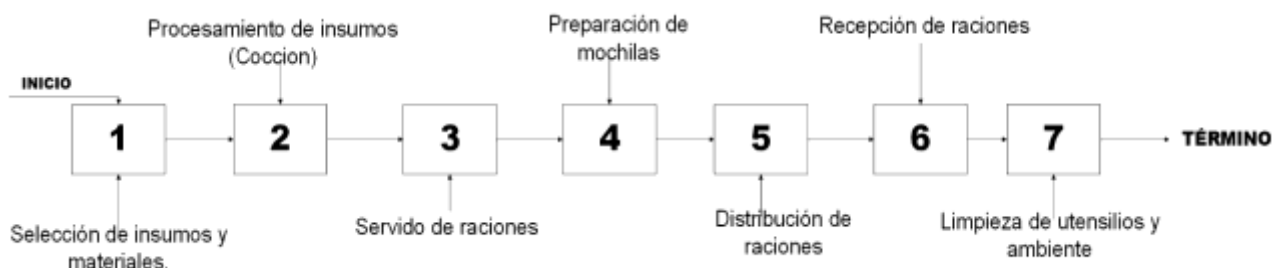 Procesamiento de insumos
(Coccion)
Preparación de
mochilas
Recepción de raciones
INICIO
1
2
3
4
5
6
7
TÉRMINO
Selección de insumos y
materiales.
Servido de raciones
Distribución de
raciones
Limpieza de utensilios y
ambiente